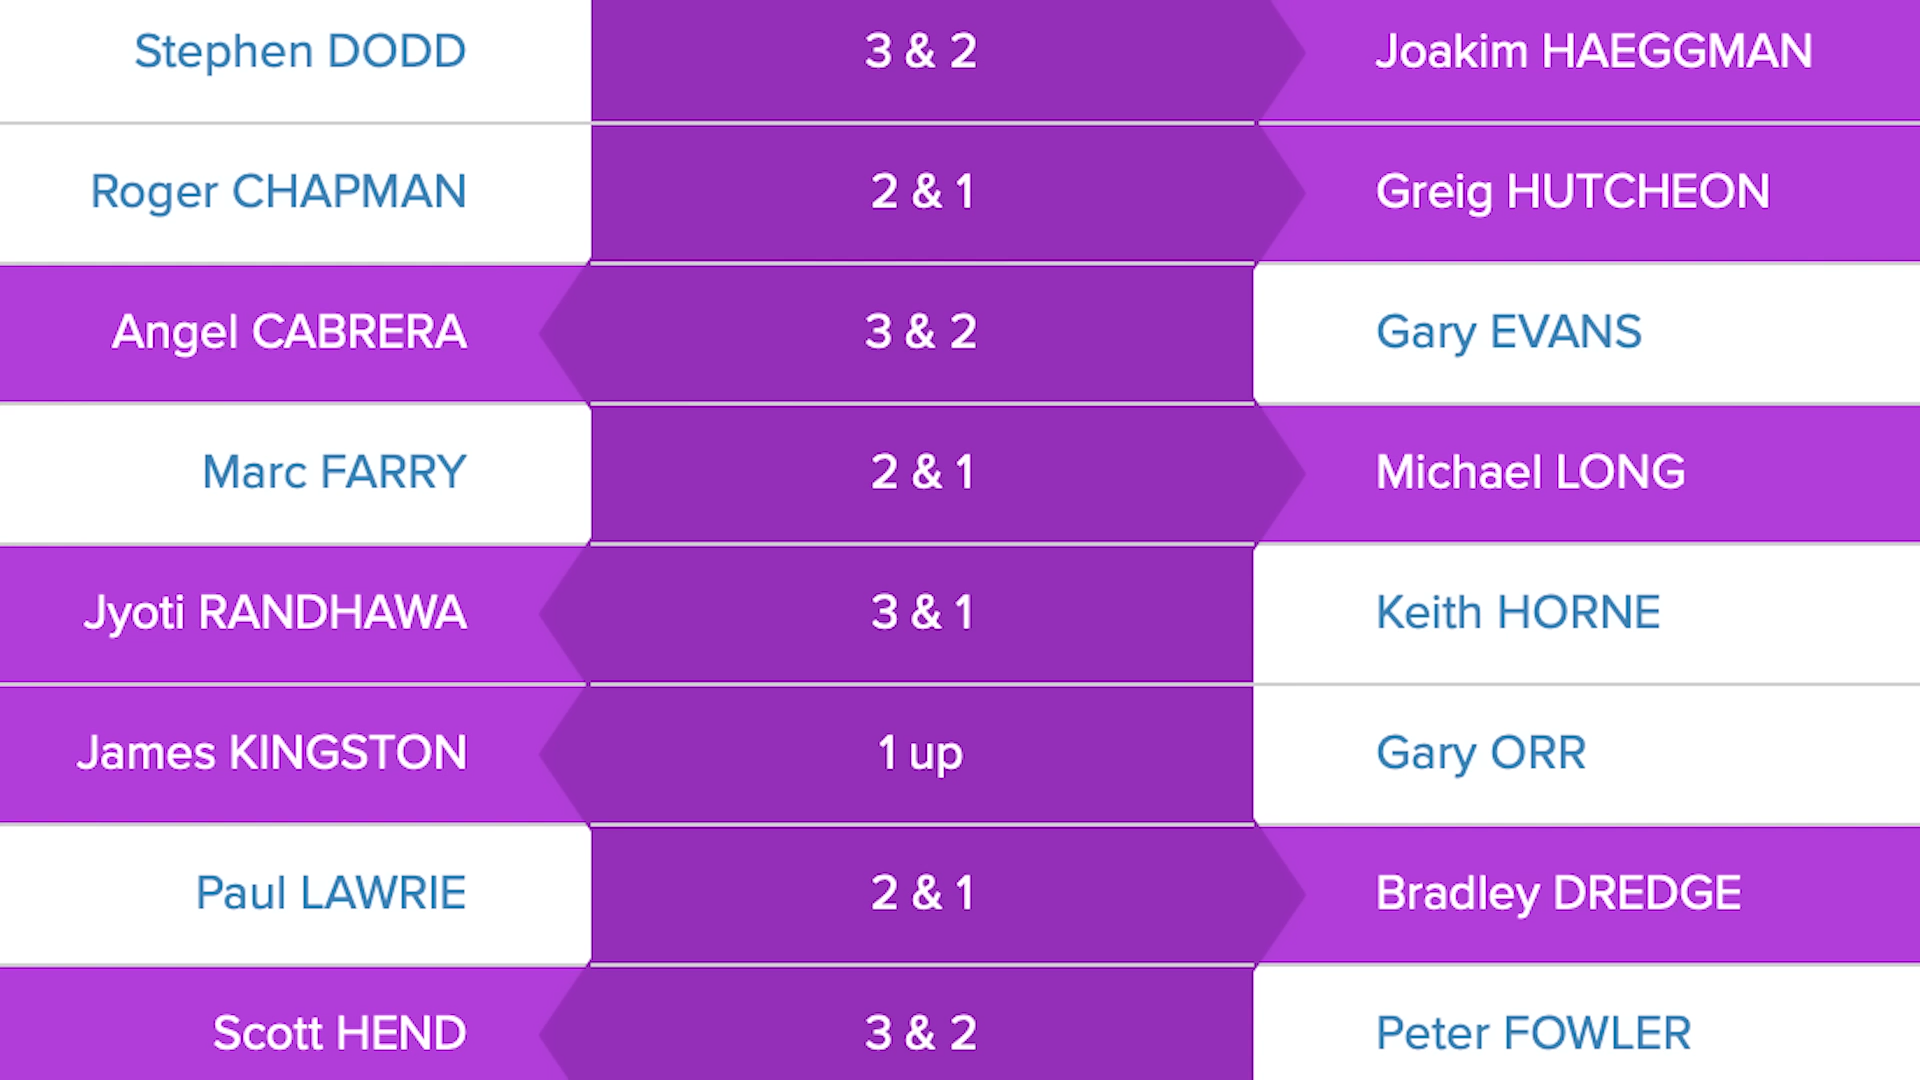 Stephen DODD 3 & 2 Joakim HAEGGMAN
Roger CHAPMAN 2 & 1 Greig HUTCHEON
Angel CABRERA 3 & 2 Gary EVANS
Marc FARRY 2 & 1 Michael LONG
Jyoti RANDHAWA 3 & 1 Keith HORNE
James KINGSTON 1 up Gary ORR
Paul LAWRIE 2 & 1 Bradley DREDGE
Scott HEND 3 & 2 Peter FOWLER